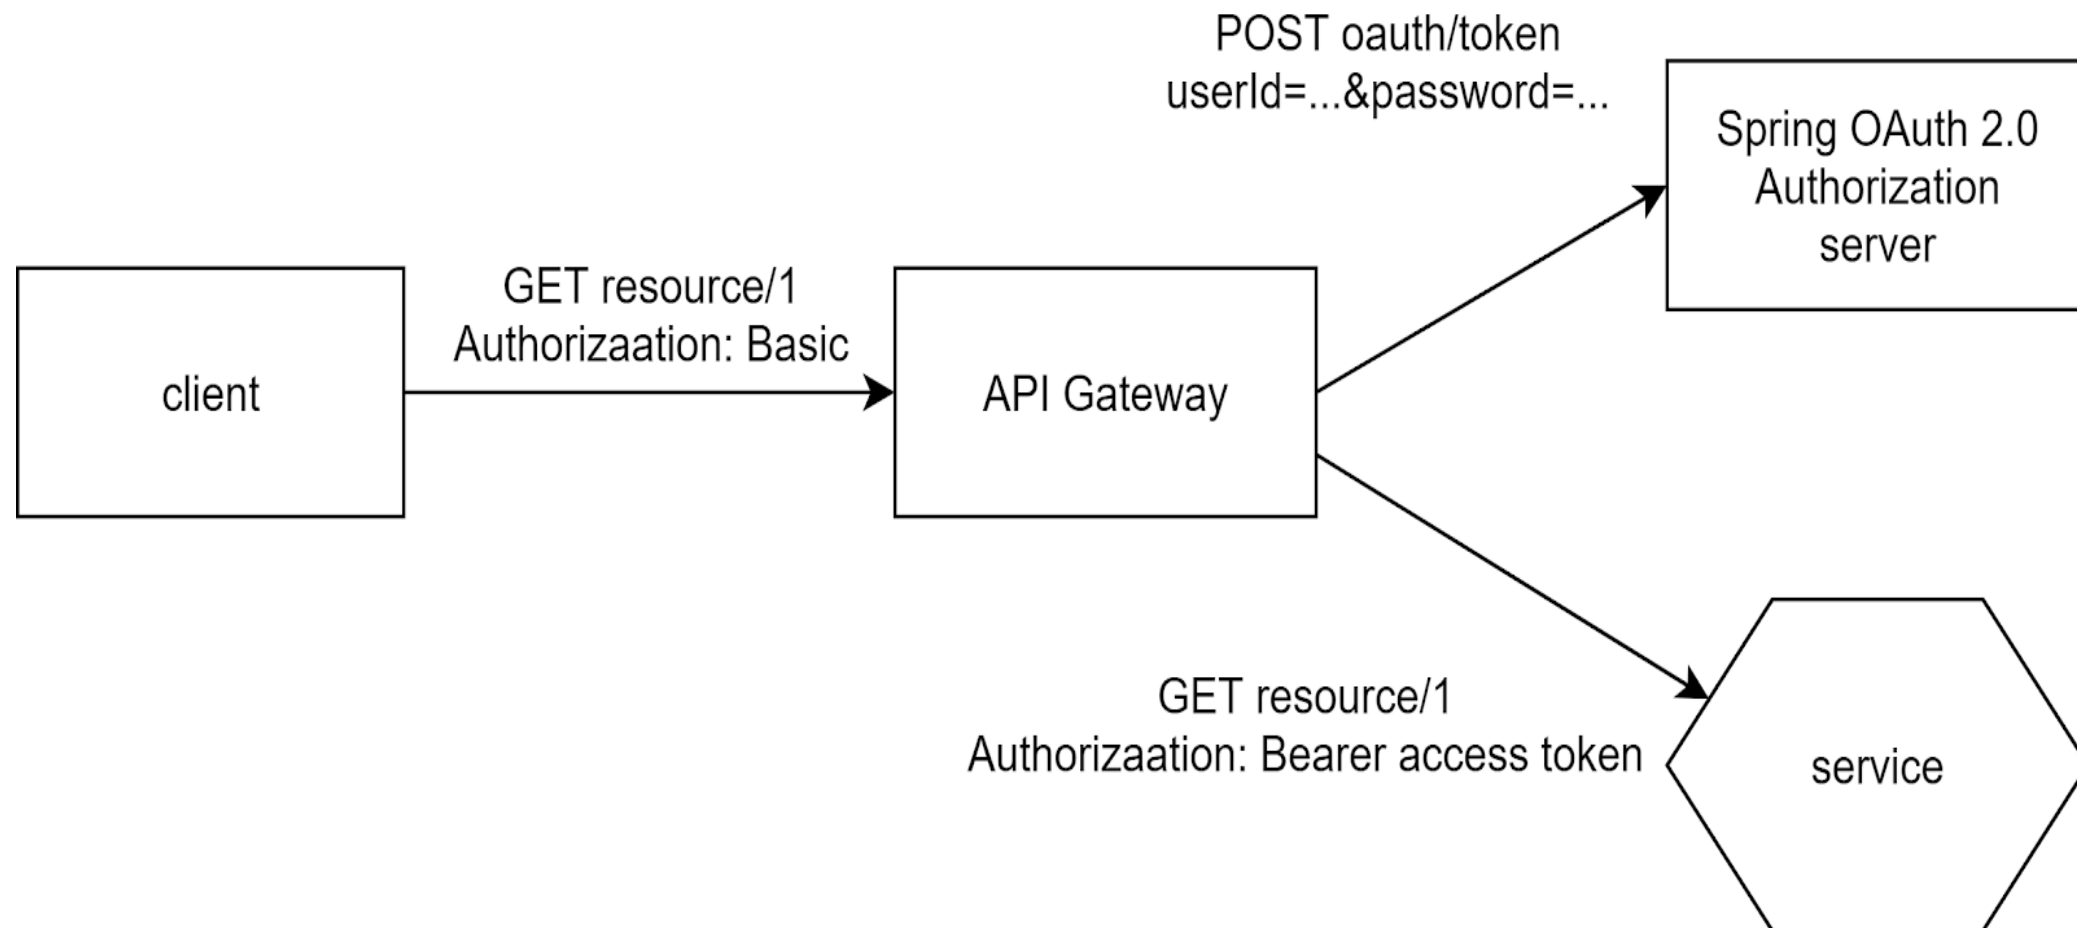 POST oauth/token
userId=...&password=...
Spring OAuth 2.0
Authorization
server
GET resource/1
Authorizaation: Basic
client
API Gateway
GET resource/1
Authorizaation: Bearer access token
service